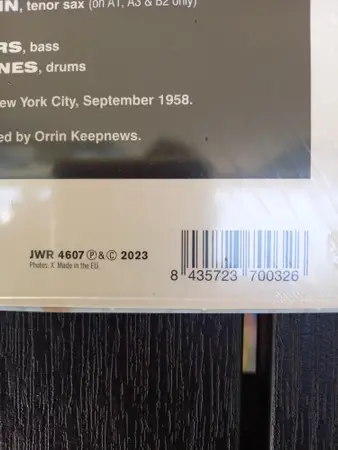 IN, tenor sax (on A1, A3 & B2 only)
RS, bass
NES, drums
ew York City, September 1958.
ed by Orrin Keepnews.
JWR 4607 Ⓟ&Ⓒ 2023
Photos: X Made in the EU.
8 435723 700326